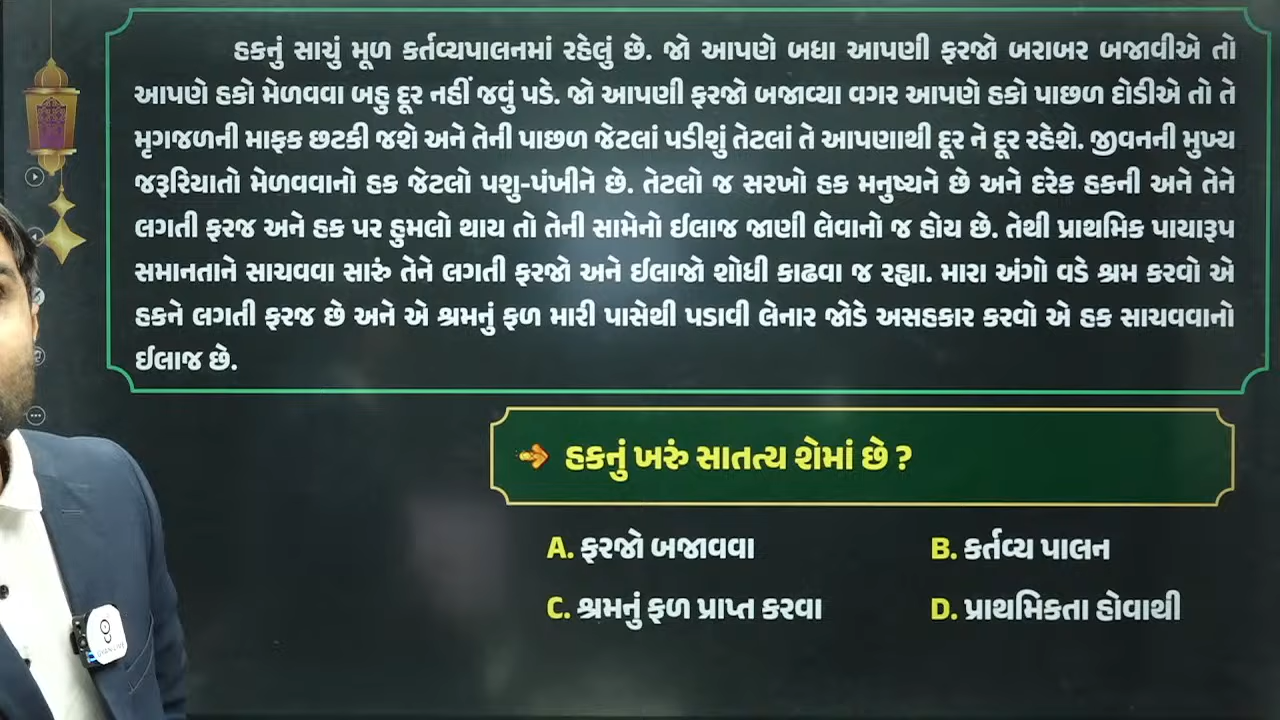 હકનું સાચું મૂળ કર્તવ્યપાલનમાં રહેલું છે. જો આપણે બધા આપણી ફરજો બરાબર બજાવીએ તો
આપણે હકો મેળવવા બહુ દૂર નહીં જવું પડે. જો આપણી ફરજો બજાવ્યા વગર આપણે હકો પાછળ દોડીએ તો તે
મૃગજળની માફક છટકી જશે અને તેની પાછળ જેટલાં પડીશું તેટલાં તે આપણાથી દૂર ને દૂર રહેશે. જીવનની મુખ્ય
જરૂરિયાતો મેળવવાનો હક જેટલો પશુ-પંખીને છે. તેટલો જ સરખો હક મનુષ્યને છે અને દરેક હકની અને તેને
લગતી ફરજ અને હક પર હુમલો થાય તો તેની સામેનો ઈલાજ જાણી લેવાનો જ હોય છે. તેથી પ્રાથમિક પાયારૂપ
સમાનતાને સાચવવા સારું તેને લગતી ફરજો અને ઈલાજો શોધી કાઢવા જ રહ્યા. મારા અંગો વડે શ્રમ કરવો એ
હકને લગતી ફરજ છે અને એ શ્રમનું ફળ મારી પાસેથી પડાવી લેનાર જોડે અસહકાર કરવો એ હક સાચવવાનો
ઈલાજ છે.
હકનું ખરું સાતત્ય શેમાં છે ?
A. ફરજો બજાવવા
B. કર્તવ્ય પાલન
C. શ્રમનું ફળ પ્રાપ્ત કરવા
D. પ્રાથમિકતા હોવાથી